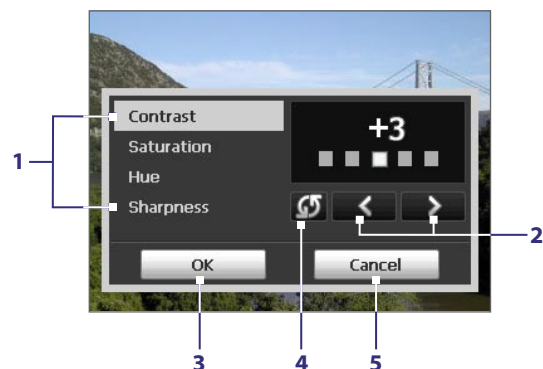 Contrast
+3
Saturation
Hue
Sharpness
OK
Cancel
1
2
3
4
5